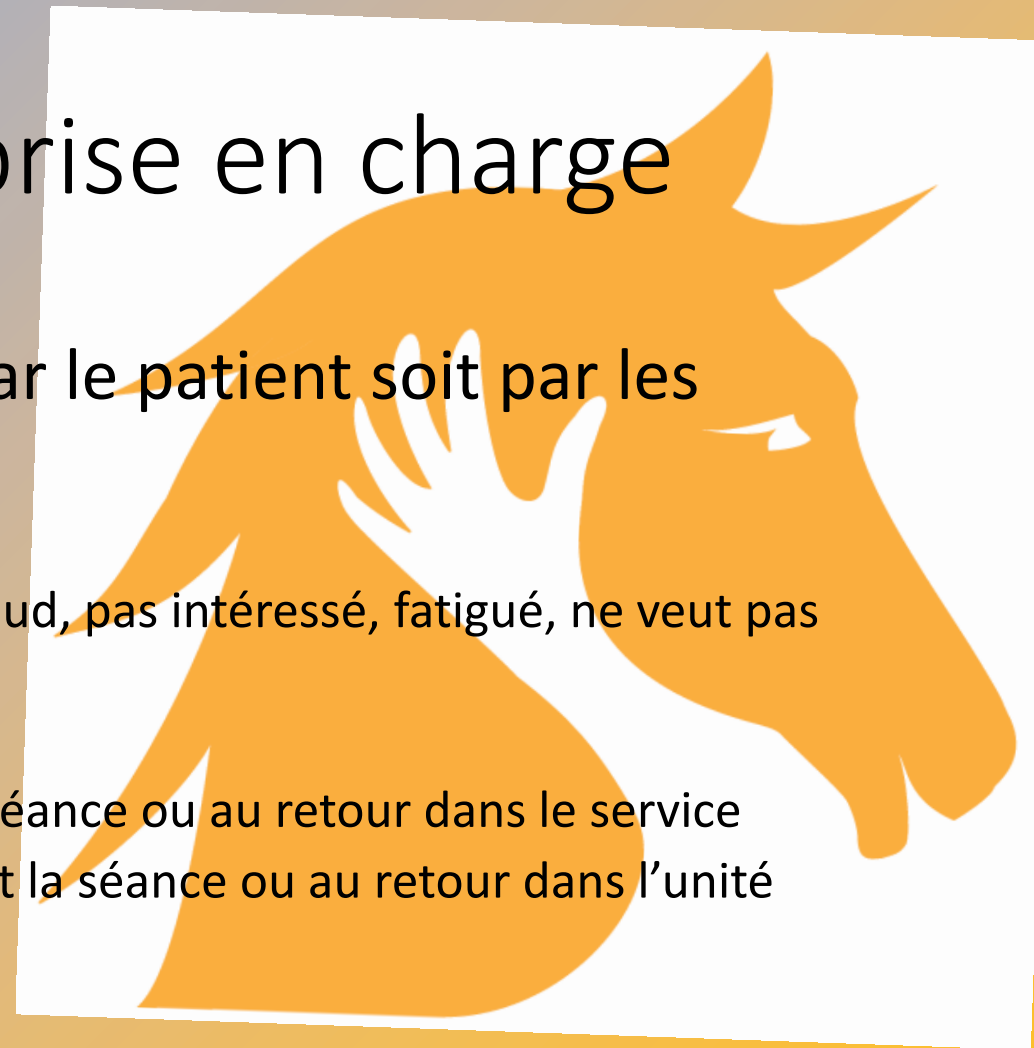 prise en charge
ar le patient soit par les
ud, pas intéressé, fatigué, ne veut pas
éance ou au retour dans le service
t la séance ou au retour dans l’unité